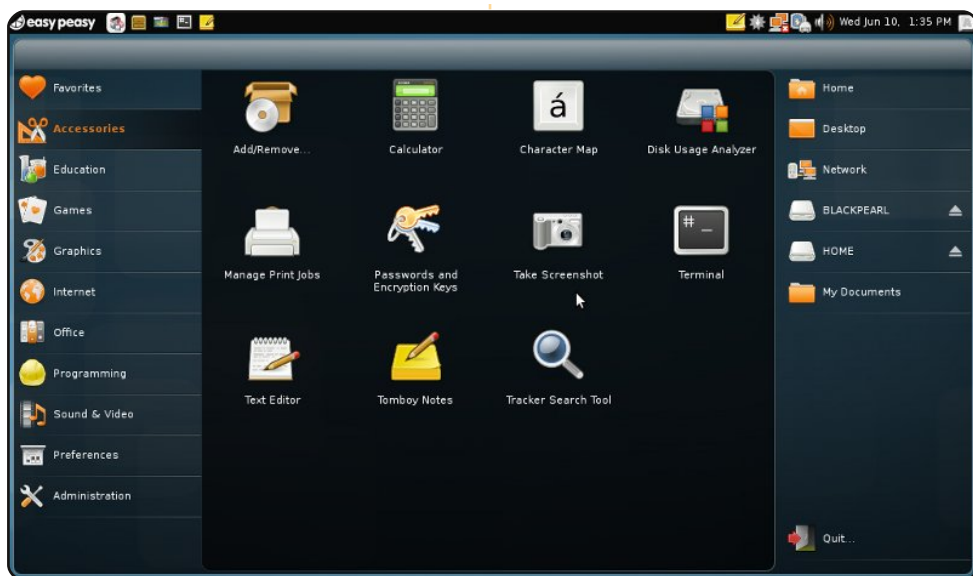 easy peasy
Wed Jun 10, 1:35 PM
Favorites
Accessories
Education
Games
Graphics
Internet
Office
Programming
Sound & Video
Preferences
Administration
Add/Remove...
Calculator
á
Character Map
Disk Usage Analyzer
Manage Print Jobs
Passwords and
Encryption Keys
Take Screenshot
# _
Terminal
Text Editor
Tomboy Notes
Tracker Search Tool
Home
Desktop
Network
BLACKPEARL
HOME
My Documents
Quit...